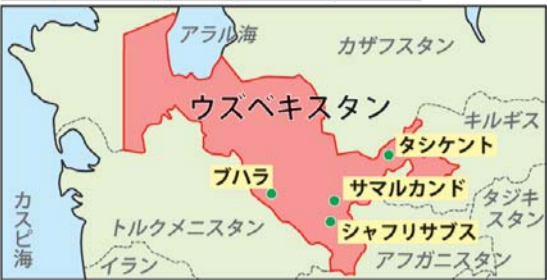 アラル海
カザフスタン
ウズベキスタン
キルギス
タシケント
ブハラ
サマルカンド
タジキ
スタン
カスピ海
トルクメニスタン
シャフリサブス
イラン
アフガニスタン